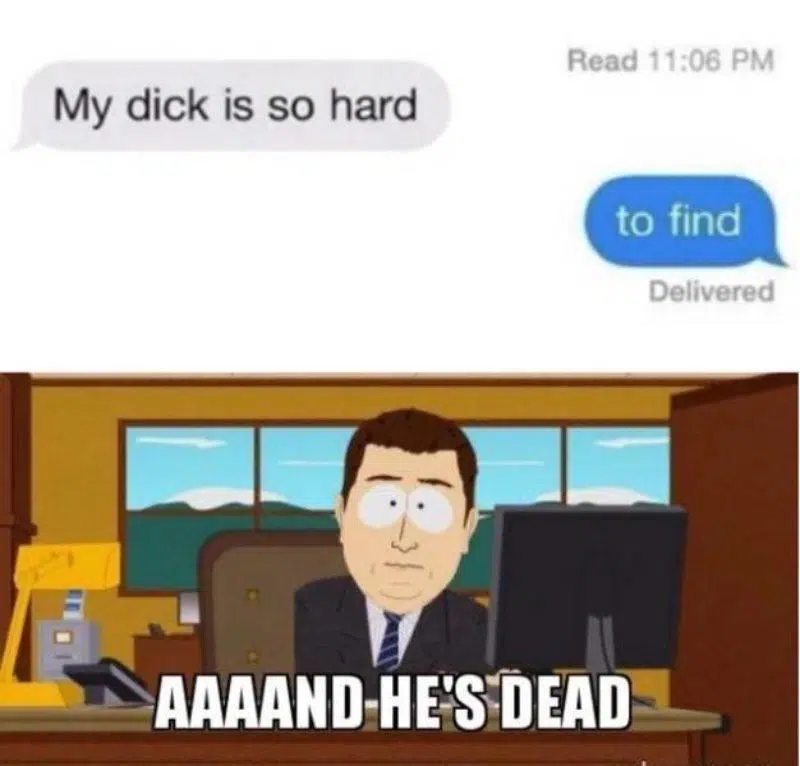 Read 11:06 PM
My dick is so hard
to find
Delivered
AAAAND HE'S DEAD